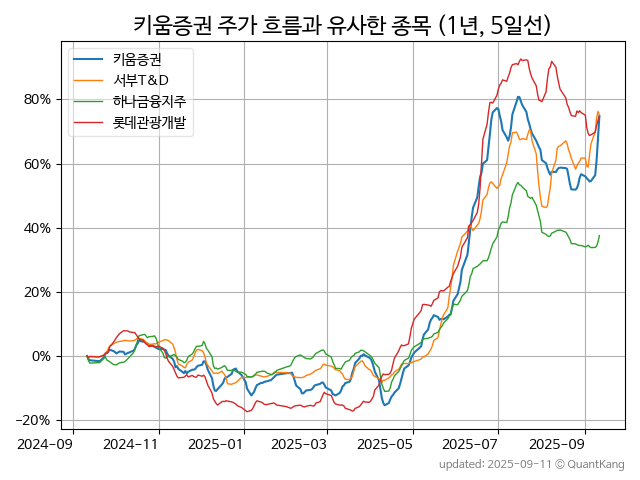 키움증권 주가 흐름과 유사한 종목 (1년, 5일선)
키움증권
서부T&D
하나금융지주
롯데관광개발
80%
60%
40%
20%
0%
−20%
2024-09 2024-11 2025-01 2025-03 2025-05 2025-07 2025-09
updated: 2025-09-11 © QuantKang